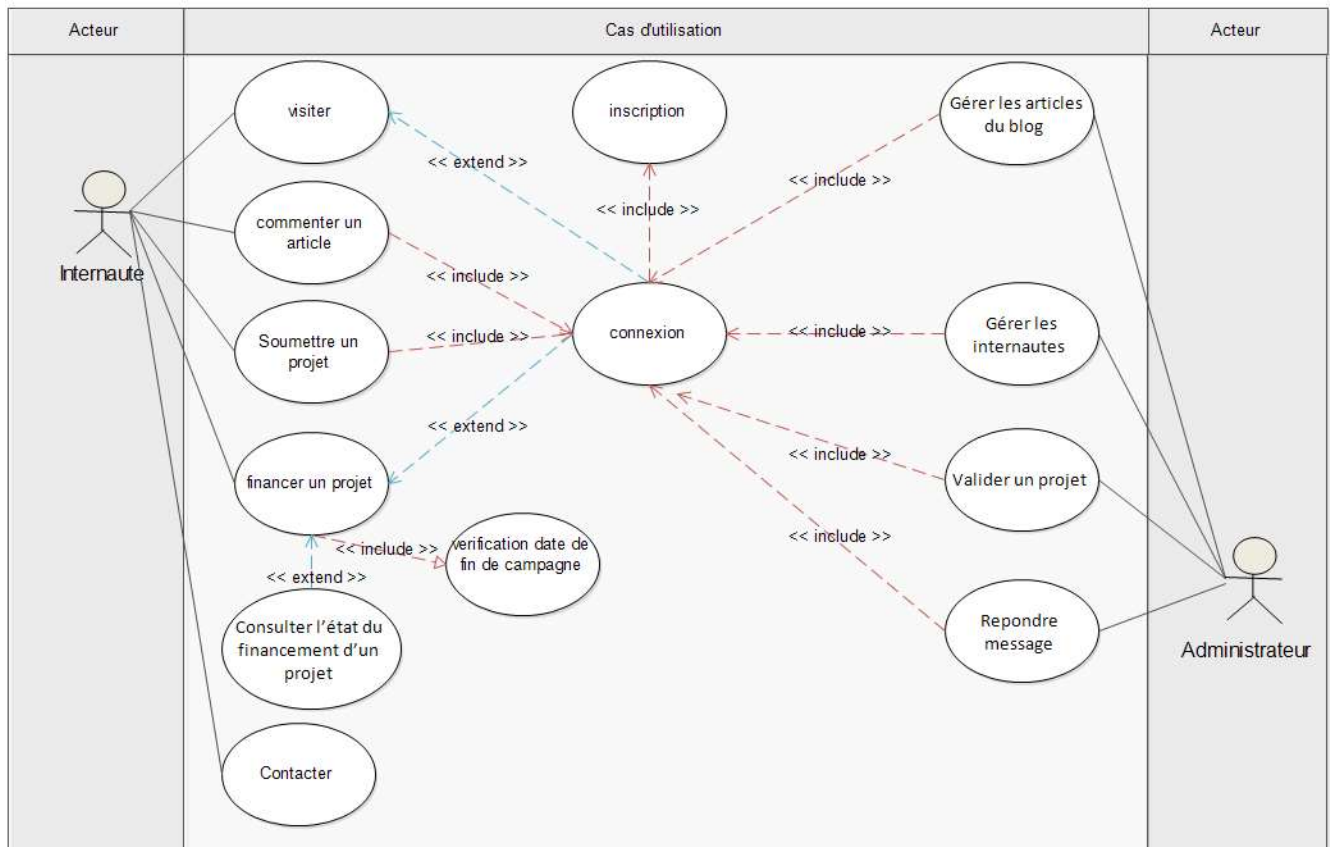 Acteur
Cas d'utilisation
Acteur
visiter
inscription
Gérer les articles
du blog
<< extend >>
<< include >>
<< include >>
commenter un
article
Internaute
<< include >>
Soumettre un
projet
<< include >>
connexion
<< include >>
Gérer les
internautes
<< extend >>
financer un projet
<< include >>
Valider un projet
<< include >>
verification date de
fin de campagne
<< include >>
<< extend >>
Consulter l'état du
financement d'un
projet
Repondre
message
Administrateur
Contacter